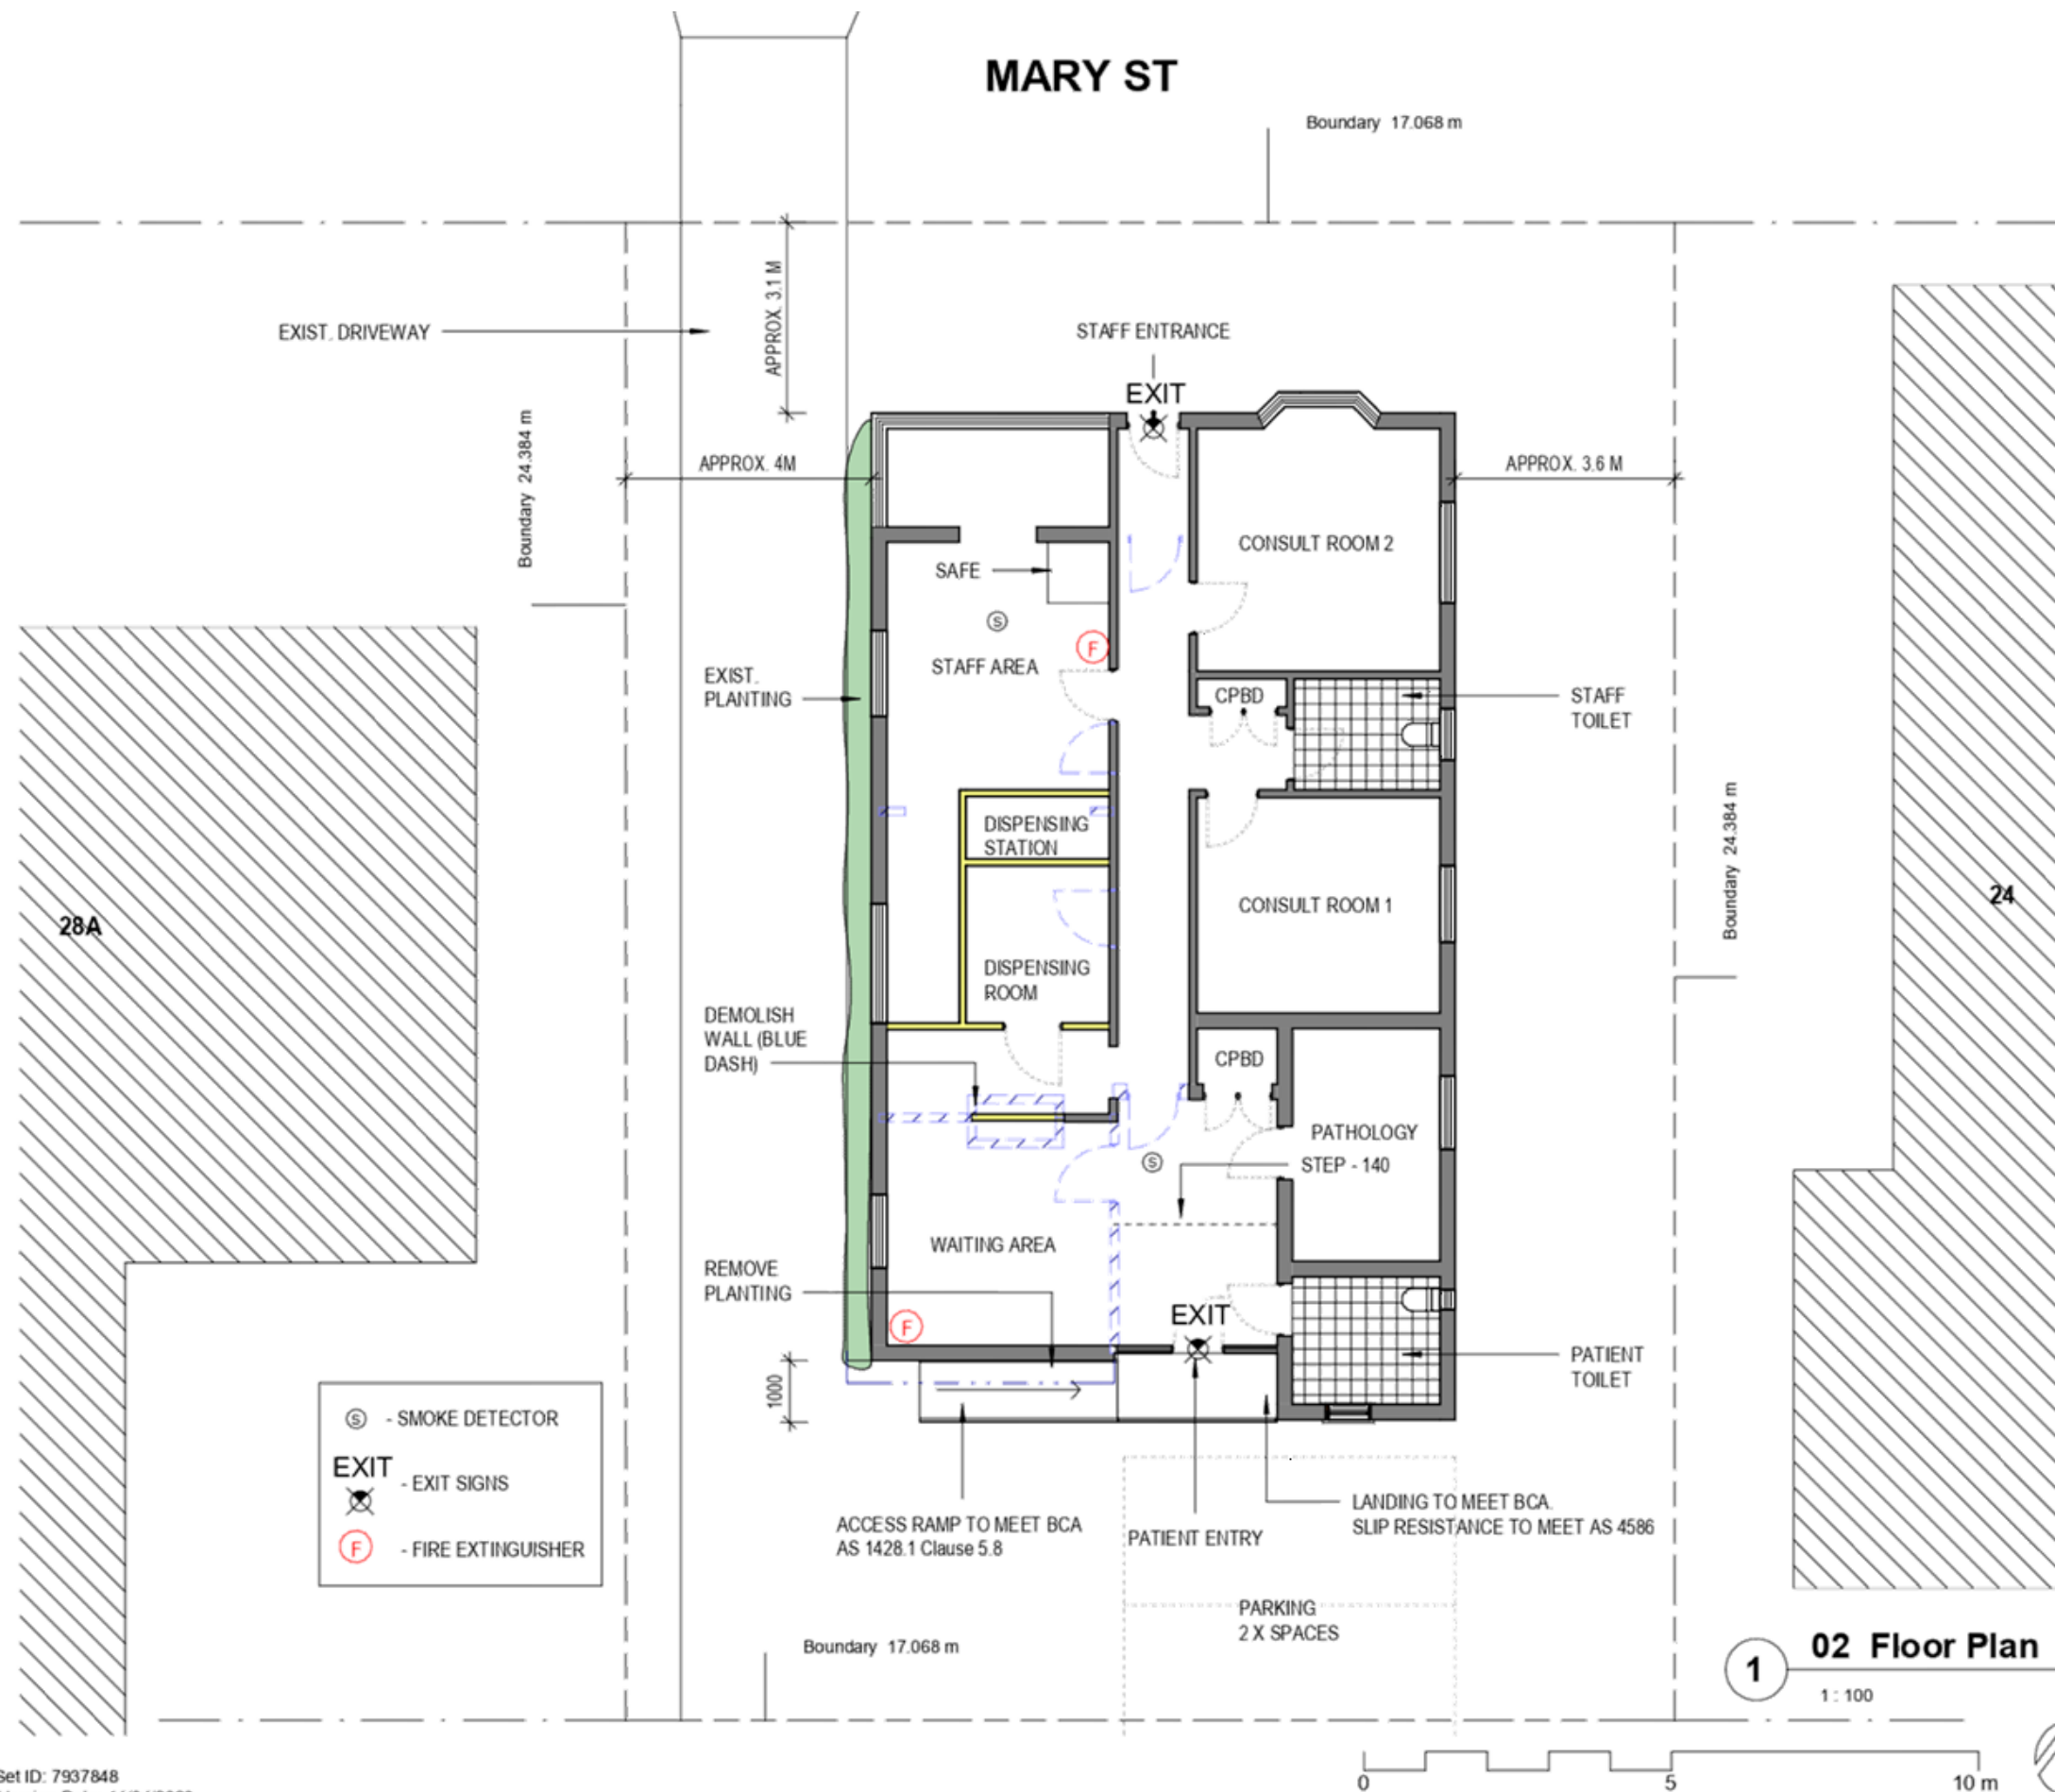 MARY ST
Boundary 17.068 m
APPROX. 3.1 M
EXIST. DRIVEWAY
STAFF ENTRANCE
EXIT
Boundary 24.384 m
APPROX. 4M
APPROX. 3.6 M
CONSULT ROOM 2
SAFE
S
F
STAFF AREA
EXIST.
PLANTING
CPBD
STAFF
TOILET
DISPENSING
STATION
Boundary 24.384 m
CONSULT ROOM 1
24
28A
DISPENSING
ROOM
DEMOLISH
WALL (BLUE
DASH)
CPBD
PATHOLOGY
S
STEP - 140
WAITING AREA
REMOVE
PLANTING
EXIT
F
PATIENT
TOILET
1000
S - SMOKE DETECTOR
EXIT
- EXIT SIGNS
F - FIRE EXTINGUISHER
ACCESS RAMP TO MEET BCA
AS 1428.1 Clause 5.8
PATIENT ENTRY
LANDING TO MEET BCA.
SLIP RESISTANCE TO MEET AS 4586
PARKING
2 X SPACES
Boundary 17.068 m
1
02 Floor Plan
1 : 100
0 5 10 m
Set ID: 7937848